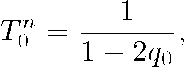 $T_0^n = \frac{1}{1 - 2q_0},$